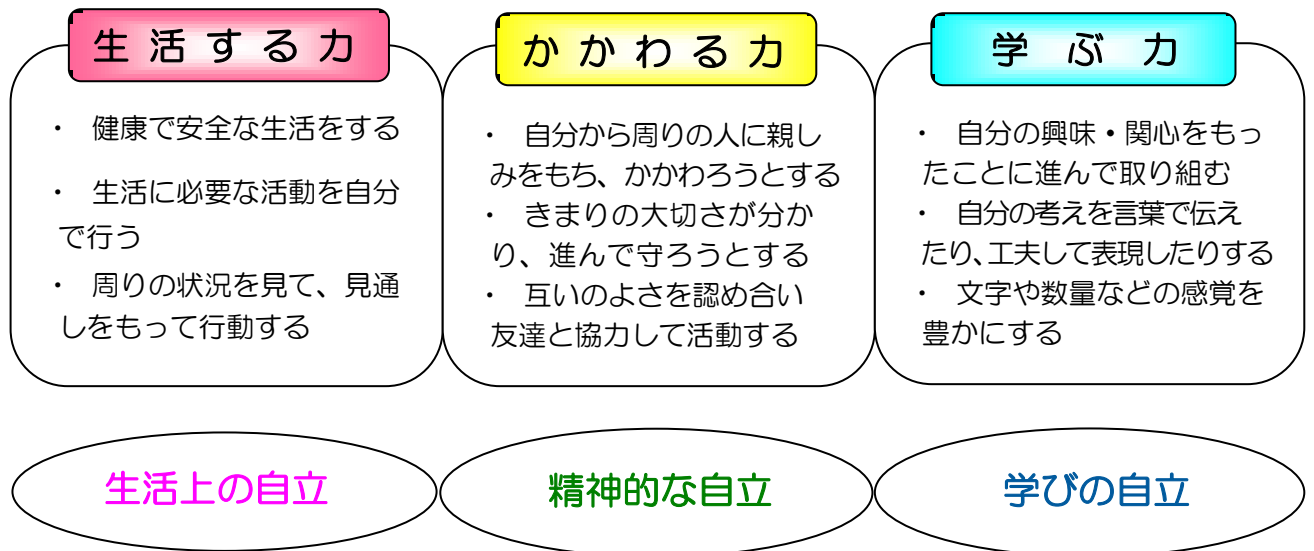 生活する力
・ 健康で安全な生活をする
・ 生活に必要な活動を自分
で行う
・ 周りの状況を見て、見通
しをもって行動する
かかわる力
・ 自分から周りの人に親し
みをもち、かかわろうとする
・ きまりの大切さが分か
り、進んで守ろうとする
・ 互いのよさを認め合い
友達と協力して活動する
学ぶ力
・ 自分の興味・関心をもっ
たことに進んで取り組む
・ 自分の考えを言葉で伝え
たり、工夫して表現したりする
・ 文字や数量などの感覚を
豊かにする
生活上の自立
精神的な自立
学びの自立